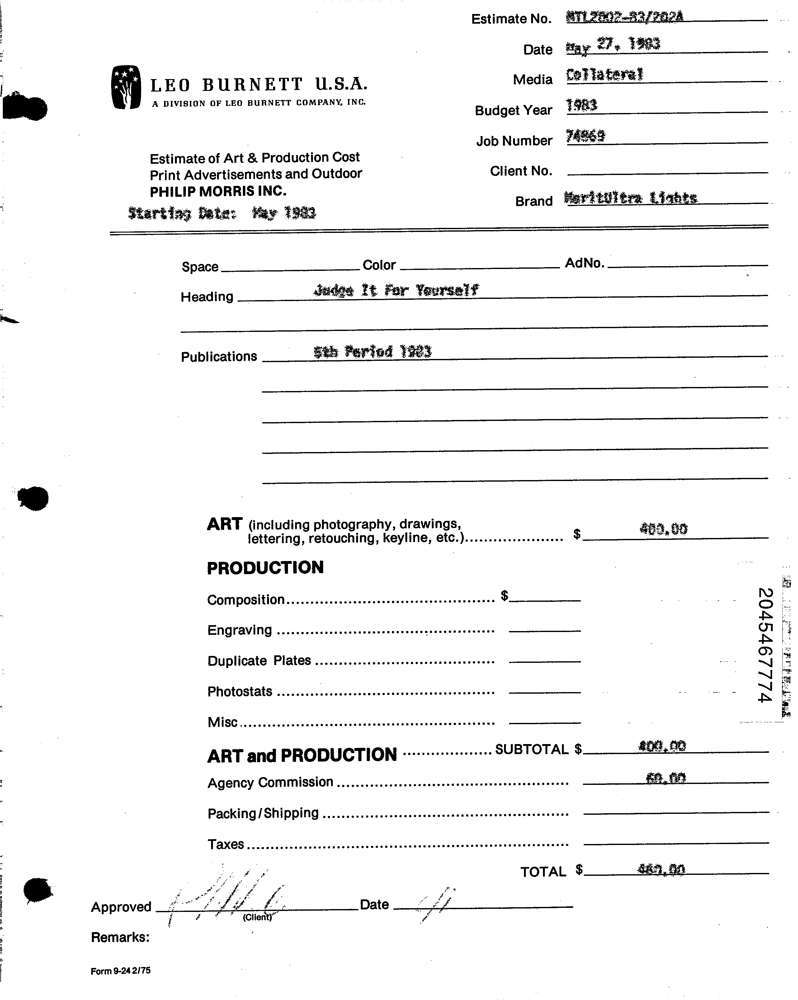 Estimate No. MTL2802-83/202A
Date May 27, 1983
Media Collateral
LEO BURNETT U.S.A.
A DIVISION OF LEO BURNETT COMPANY, INC.
Budget Year 1983
Job Number 74869
Estimate of Art & Production Cost
Print Advertisements and Outdoor
PHILIP MORRIS INC.
Client No.
Brand MeritUltra Lights
Starting Date: May 1983
Space Color AdNo.
Heading Judge It For Yourself
Publications 5th Period 1983
ART (including photography, drawings,
lettering, retouching, keyline, etc.)..................... $ 400.00
PRODUCTION
Composition........................................... $
Engraving .............................................
Duplicate Plates .....................................
Photostats .............................................
Misc.....................................................
ART and PRODUCTION ................... SUBTOTAL $ 400.00
Agency Commission ................................................ 60.00
Packing/Shipping ...................................................
Taxes...................................................................
TOTAL $ 460.00
Approved Date
(Client)
Remarks:
Form 9-24 2/75
2045467774